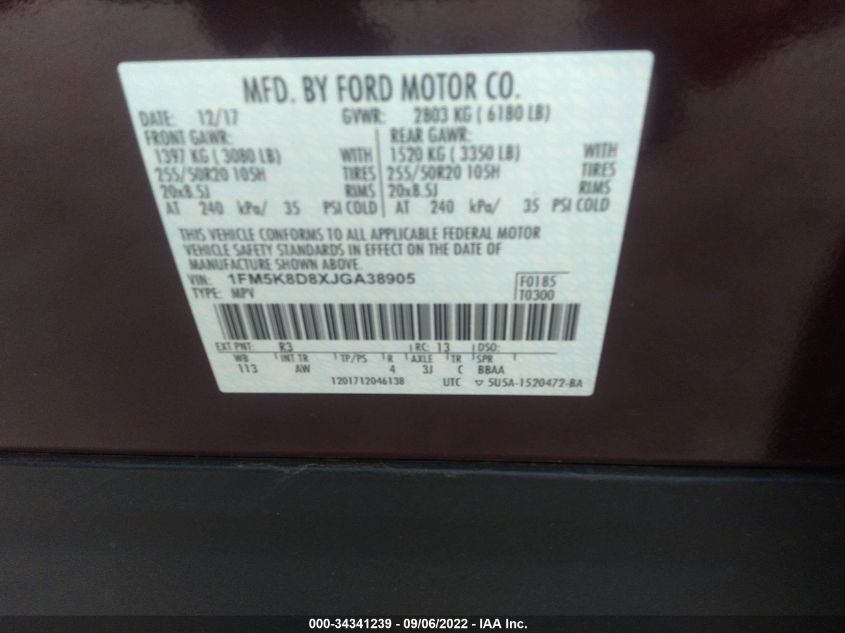 MFD. BY FORD MOTOR CO.
DATE: 12/17 GVWR: 2803 KG ( 6180 LB)
FRONT GAWR: REAR GAWR:
1397 KG ( 3080 LB) WITH 1520 KG ( 3350 LB) WITH
255/50R20 105H TIRES 255/50R20 105H TIRES
20x8.5J RIMS 20x8.5J RIMS
AT 240 kPa/ 35 PSI COLD AT 240 kPa/ 35 PSI COLD
THIS VEHICLE CONFORMS TO ALL APPLICABLE FEDERAL MOTOR
VEHICLE SAFETY STANDARDS IN EFFECT ON THE DATE OF
MANUFACTURE SHOWN ABOVE.
VIN: 1FM5K8D8XJGA38905 F0185
TYPE: MPV T0300
EXT PNT: R3 RC: 13 DSO:
WB INT TR TP/PS R AXLE TR SPR
113 AW 4 3J C BBAA
1201712046138 UTC ▽ 5U5A-1520472-BA
000-34341239 - 09/06/2022 - IAA Inc.